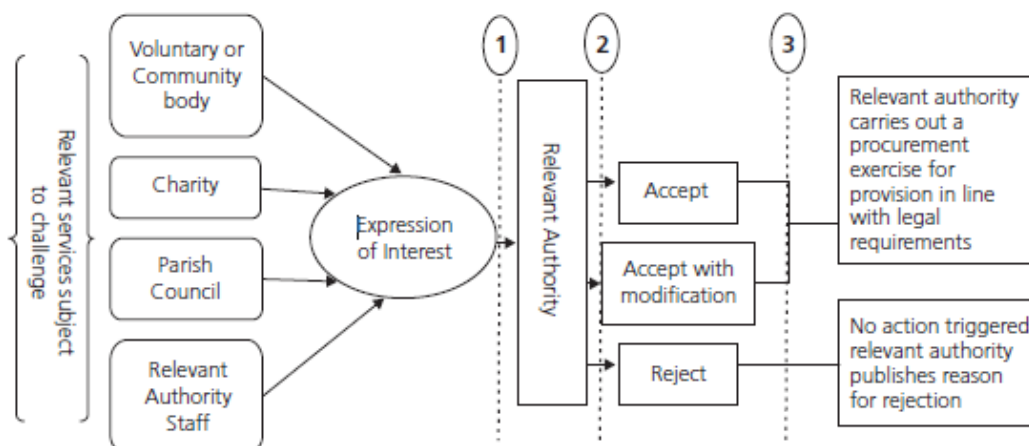 Relevant services subject
to challenge
Voluntary or
Community
body
Charity
Parish
Council
Relevant
Authority
Staff
Expression
of Interest
1
2
3
Relevant Authority
Accept
Accept with
modification
Reject
Relevant authority
carries out a
procurement
exercise for
provision in line
with legal
requirements
No action triggered
relevant authority
publishes reason
for rejection